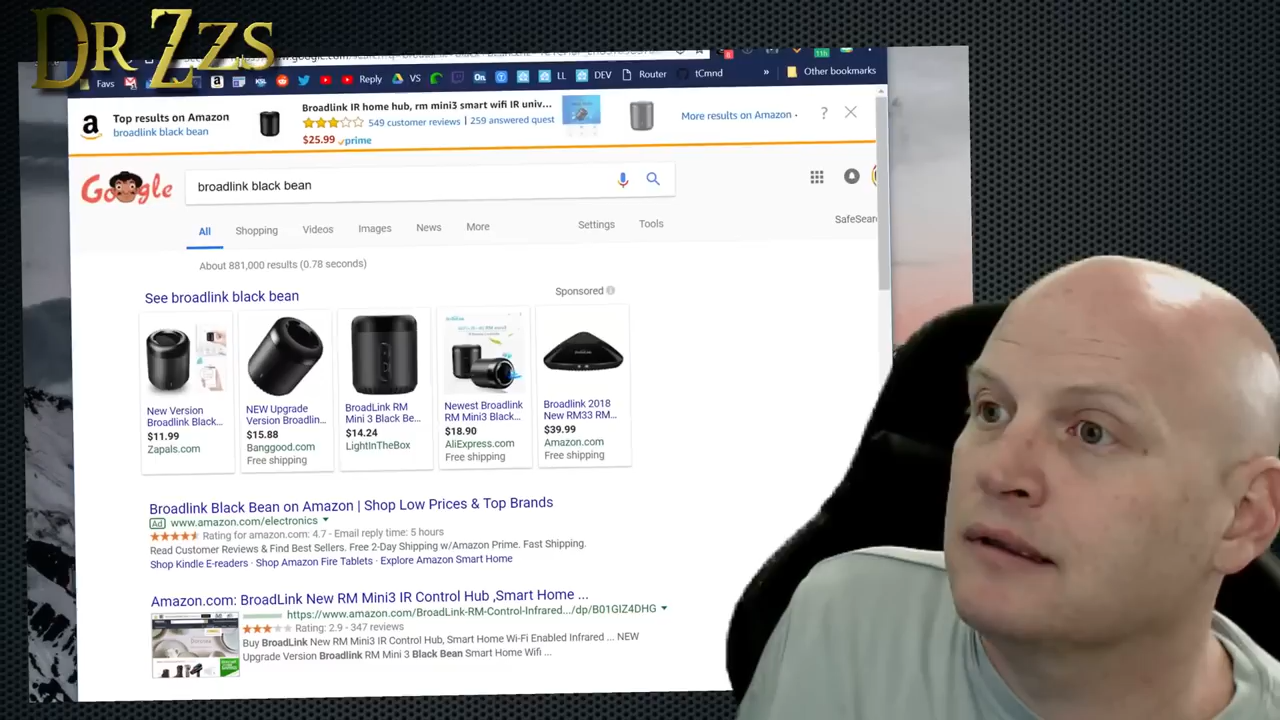 DR ZZS
Favs
Reply
VS
On
LL
DEV
Router
tCmnd
»
Other bookmarks
Top results on Amazon
broadlink black bean
Broadlink IR home hub, rm mini3 smart wifi IR univ...
549 customer reviews | 259 answered quest
$25.99 prime
More results on Amazon
?
Google
broadlink black bean
All
Shopping
Videos
Images
News
More
Settings
Tools
SafeSear
About 881,000 results (0.78 seconds)
See broadlink black bean
Sponsored
New Version
Broadlink Black...
$11.99
Zapals.com
NEW Upgrade
Version Broadlin...
$15.88
Banggood.com
Free shipping
BroadLink RM
Mini 3 Black Be...
$14.24
LightInTheBox
Newest Broadlink
RM Mini3 Black...
$18.90
AliExpress.com
Free shipping
Broadlink 2018
New RM33 RM...
$39.99
Amazon.com
Free shipping
Broadlink Black Bean on Amazon | Shop Low Prices & Top Brands
Ad www.amazon.com/electronics
Rating for amazon.com: 4.7 - Email reply time: 5 hours
Read Customer Reviews & Find Best Sellers. Free 2-Day Shipping w/Amazon Prime. Fast Shipping.
Shop Kindle E-readers · Shop Amazon Fire Tablets · Explore Amazon Smart Home
Amazon.com: BroadLink New RM Mini3 IR Control Hub ,Smart Home ...
https://www.amazon.com/BroadLink-RM-Control-Infrared.../dp/B01GIZ4DHG
Rating: 2.9 - 347 reviews
Buy BroadLink New RM Mini3 IR Control Hub, Smart Home Wi-Fi Enabled Infrared ... NEW
Upgrade Version Broadlink RM Mini 3 Black Bean Smart Home Wifi ...